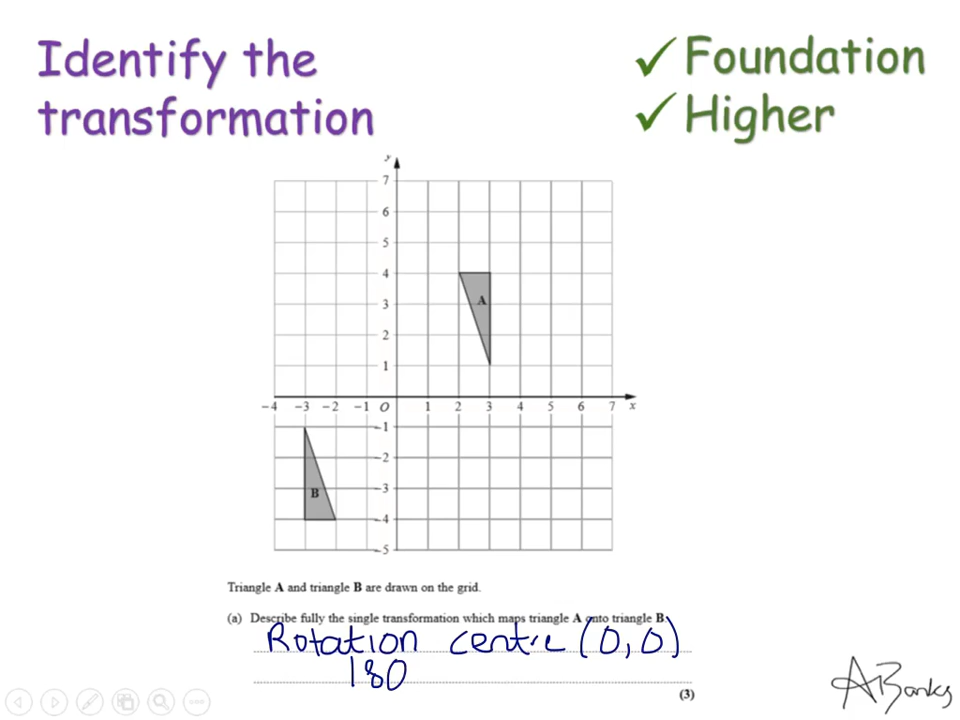 Identify the
transformation
✓ Foundation
✓ Higher
y
7
6
5
4
A
3
2
1
-4 -3 -2 -1 O 1 2 3 4 5 6 7 x
-1
-2
-3
B
-4
-5
Triangle A and triangle B are drawn on the grid.
(a) Describe fully the single transformation which maps triangle A onto triangle B.
Rotation centre (0,0)
180
(3)
ABanks